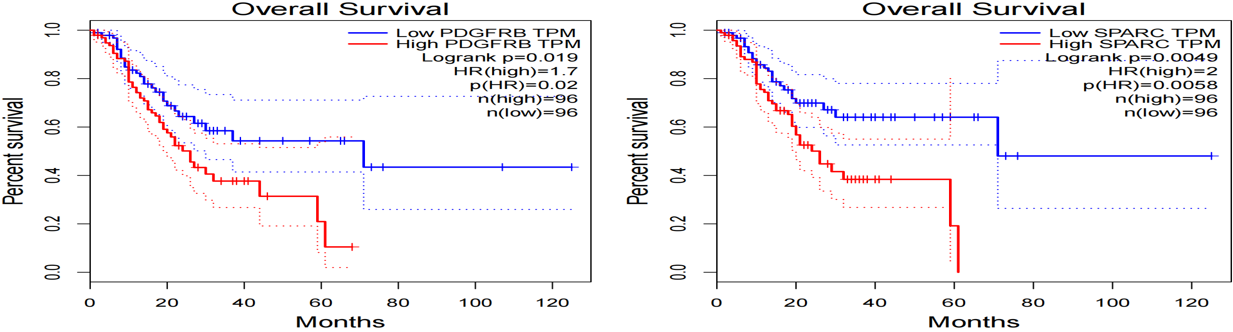 Overall Survival
Low PDGFRB TPM
High PDGFRB TPM
Logrank p=0.019
HR(high)=1.7
p(HR)=0.02
n(high)=96
n(low)=96
Percent survival
1.0
0.8
0.6
0.4
0.2
0.0
0 20 40 60 80 100 120
Months
Overall Survival
Low SPARC TPM
High SPARC TPM
Logrank p=0.0049
HR(high)=2
p(HR)=0.0058
n(high)=96
n(low)=96
Percent survival
1.0
0.8
0.6
0.4
0.2
0.0
0 20 40 60 80 100 120
Months